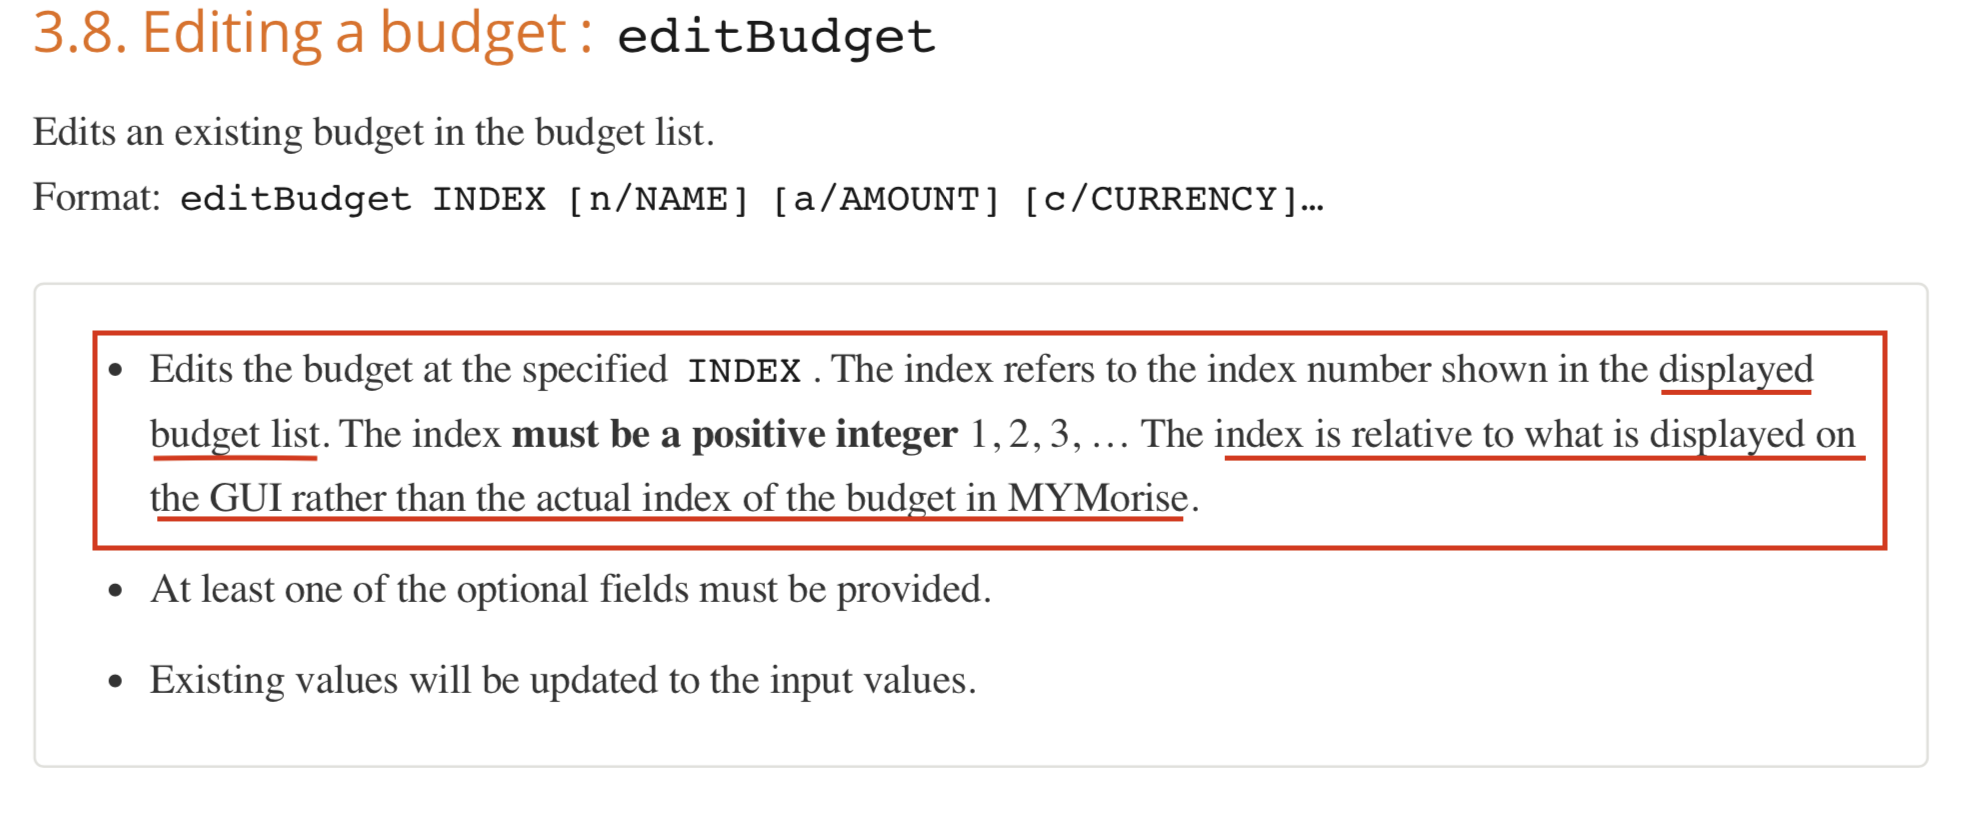 3.8. Editing a budget : editBudget
Edits an existing budget in the budget list.
Format: editBudget INDEX [n/NAME] [a/AMOUNT] [c/CURRENCY]…
• Edits the budget at the specified INDEX . The index refers to the index number shown in the displayed
budget list. The index must be a positive integer 1, 2, 3, … The index is relative to what is displayed on
the GUI rather than the actual index of the budget in MYMorise.
• At least one of the optional fields must be provided.
• Existing values will be updated to the input values.